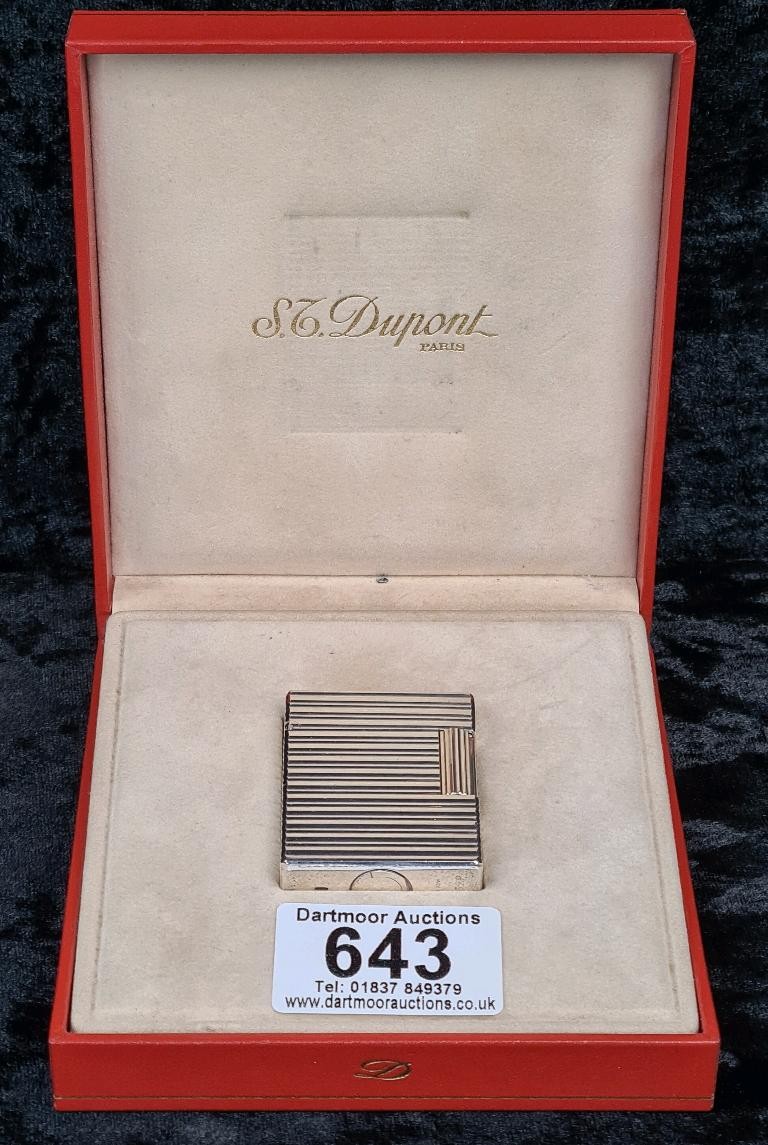 S.T. Dupont
PARIS
Dartmoor Auctions
643
Tel: 01837 849379
www.dartmoorauctions.co.uk
D